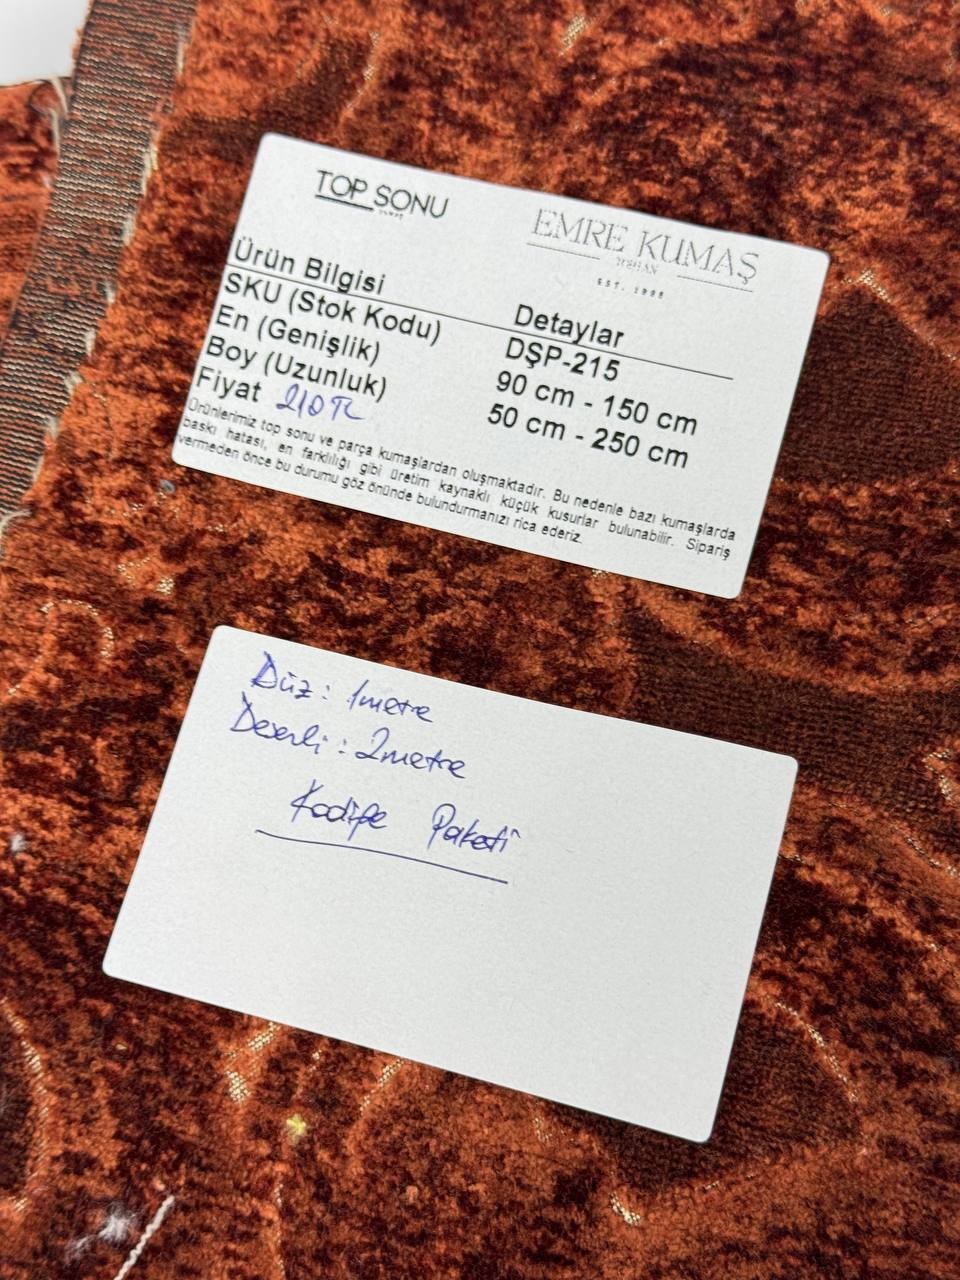 TOP SONU
EMRE KUMAŞ
EST. 1998
Ürün Bilgisi Detaylar
SKU (Stok Kodu) DŞP-215
En (Genişlik) 90 cm - 150 cm
Boy (Uzunluk) 50 cm - 250 cm
Fiyat 210 TL
Ürünlerimiz top sonu ve parça kumaşlardan oluşmaktadır. Bu nedenle bazı kumaşlarda
baskı hatası, en farklılığı gibi üretim kaynaklı küçük kusurlar bulunabilir. Sipariş
vermeden önce bu durumu göz önünde bulundurmanızı rica ederiz.
Düz: 1metre
Desenli: 2metre
Kadife Paketi